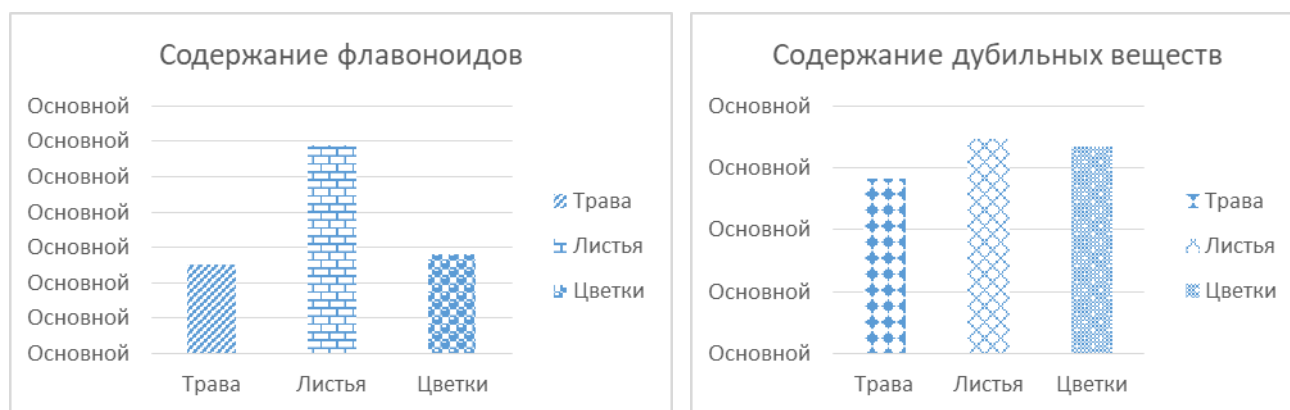 Содержание флавоноидов
Основной
Основной
Основной
Основной
Основной
Основной
Основной
Основной
Трава
Листья
Цветки
Трава
Листья
Цветки
Содержание дубильных веществ
Основной
Основной
Основной
Основной
Основной
Трава
Листья
Цветки
Трава
Листья
Цветки